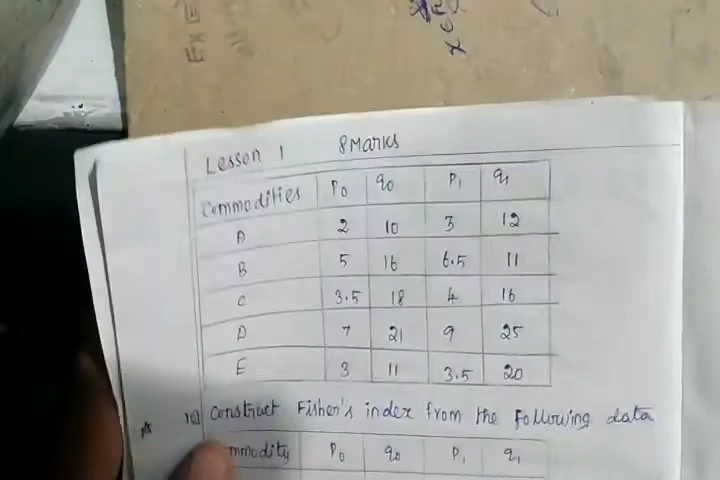 Lesson 1 8 Marks
Commodities P0 q0 P1 q1
A 2 10 3 12
B 5 16 6.5 11
C 3.5 18 4 16
D 7 21 9 25
E 3 11 3.5 20
10) Construct Fisher's index from the following data
mmodity P0 q0 P1 q1